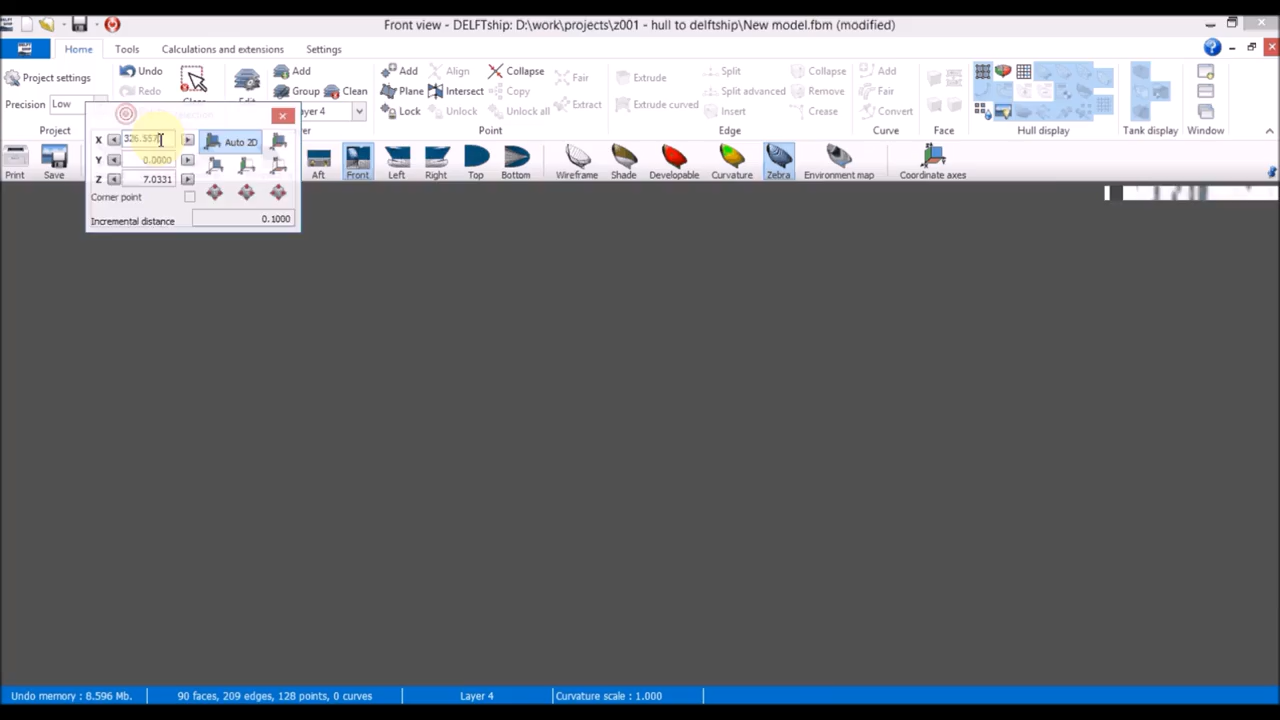 Front view - DELFTship: D:\work\projects\z001 - hull to delftship\New model.fbm (modified)
Home Tools Calculations and extensions Settings
Project settings Undo Add Add Align Collapse Fair Extrude Split Collapse Add
Redo Group Clean Plane Intersect Copy Split advanced Remove Fair
Precision Low Layer 4 Lock Unlock Unlock Extract Extrude curved Insert Crease Convert
Project Point Edge Curve Face Hull display Tank display Window
X 326.557 Auto 2D
Y 0.0000
Z 7.0331
Corner point
Incremental distance 0.1000
Print Save Aft Front Left Right Top Bottom Wireframe Shade Developable Curvature Zebra Environment map Coordinate axes
Undo memory : 8.596 Mb. 90 faces, 209 edges, 128 points, 0 curves Layer 4 Curvature scale : 1.000